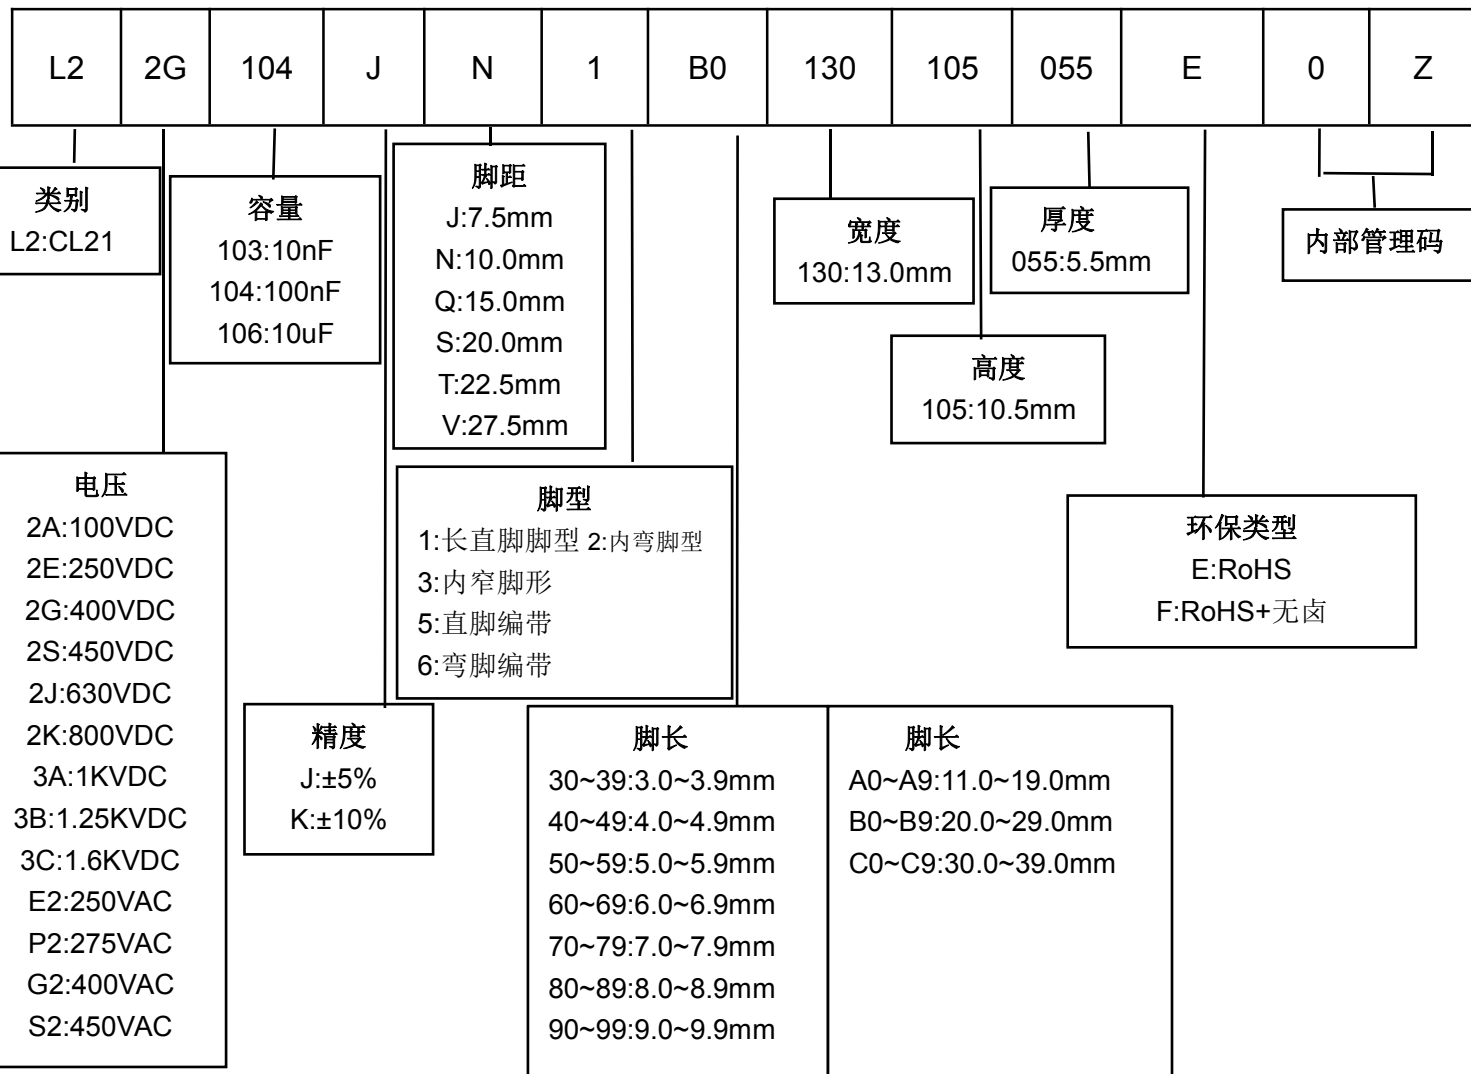 L2 2G 104 J N 1 B0 130 105 055 E 0 Z
类别
L2:CL21
容量
103:10nF
104:100nF
106:10uF
脚距
J:7.5mm
N:10.0mm
Q:15.0mm
S:20.0mm
T:22.5mm
V:27.5mm
宽度
130:13.0mm
厚度
055:5.5mm
内部管理码
高度
105:10.5mm
电压
2A:100VDC
2E:250VDC
2G:400VDC
2S:450VDC
2J:630VDC
2K:800VDC
3A:1KVDC
3B:1.25KVDC
3C:1.6KVDC
E2:250VAC
P2:275VAC
G2:400VAC
S2:450VAC
脚型
1:长直脚脚型 2:内弯脚型
3:内窄脚形
5:直脚编带
6:弯脚编带
环保类型
E:RoHS
F:RoHS+无卤
精度
J:±5%
K:±10%
脚长
30~39:3.0~3.9mm
40~49:4.0~4.9mm
50~59:5.0~5.9mm
60~69:6.0~6.9mm
70~79:7.0~7.9mm
80~89:8.0~8.9mm
90~99:9.0~9.9mm
脚长
A0~A9:11.0~19.0mm
B0~B9:20.0~29.0mm
C0~C9:30.0~39.0mm